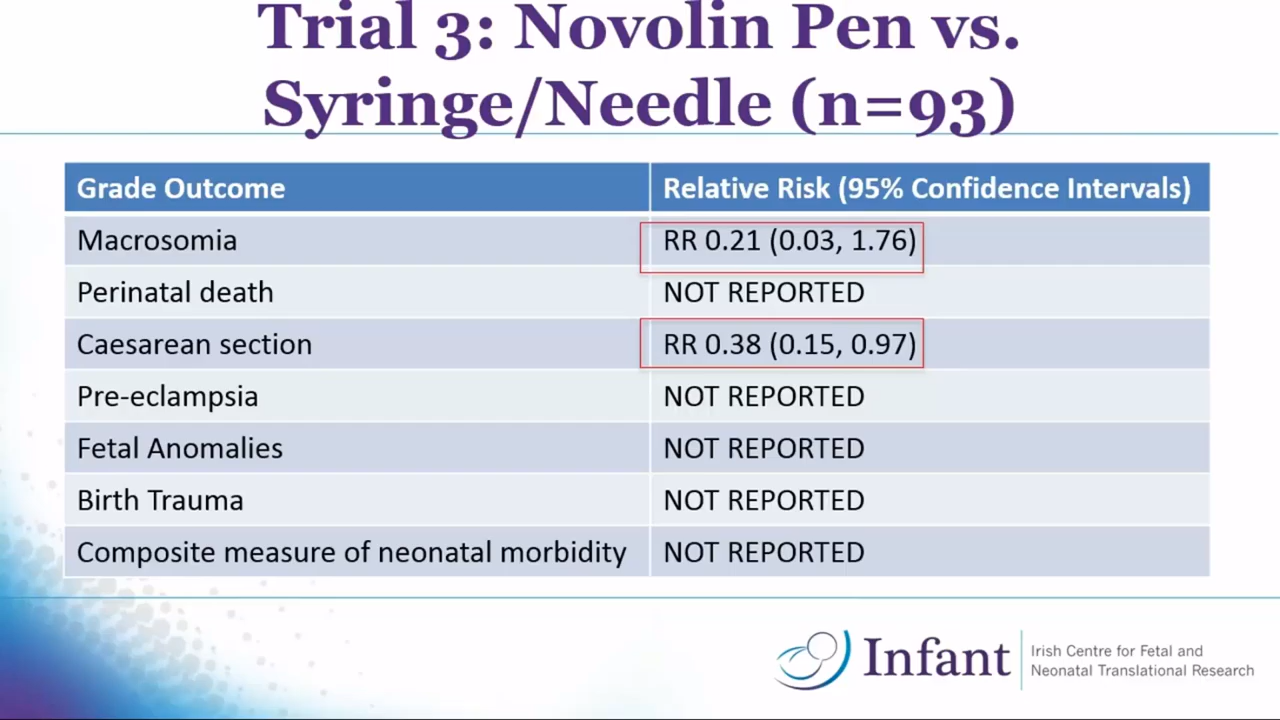 Trial 3: Novolin Pen vs.
Syringe/Needle (n=93)
Grade Outcome Relative Risk (95% Confidence Intervals)
Macrosomia RR 0.21 (0.03, 1.76)
Perinatal death NOT REPORTED
Caesarean section RR 0.38 (0.15, 0.97)
Pre-eclampsia NOT REPORTED
Fetal Anomalies NOT REPORTED
Birth Trauma NOT REPORTED
Composite measure of neonatal morbidity NOT REPORTED
Infant
Irish Centre for Fetal and
Neonatal Translational Research